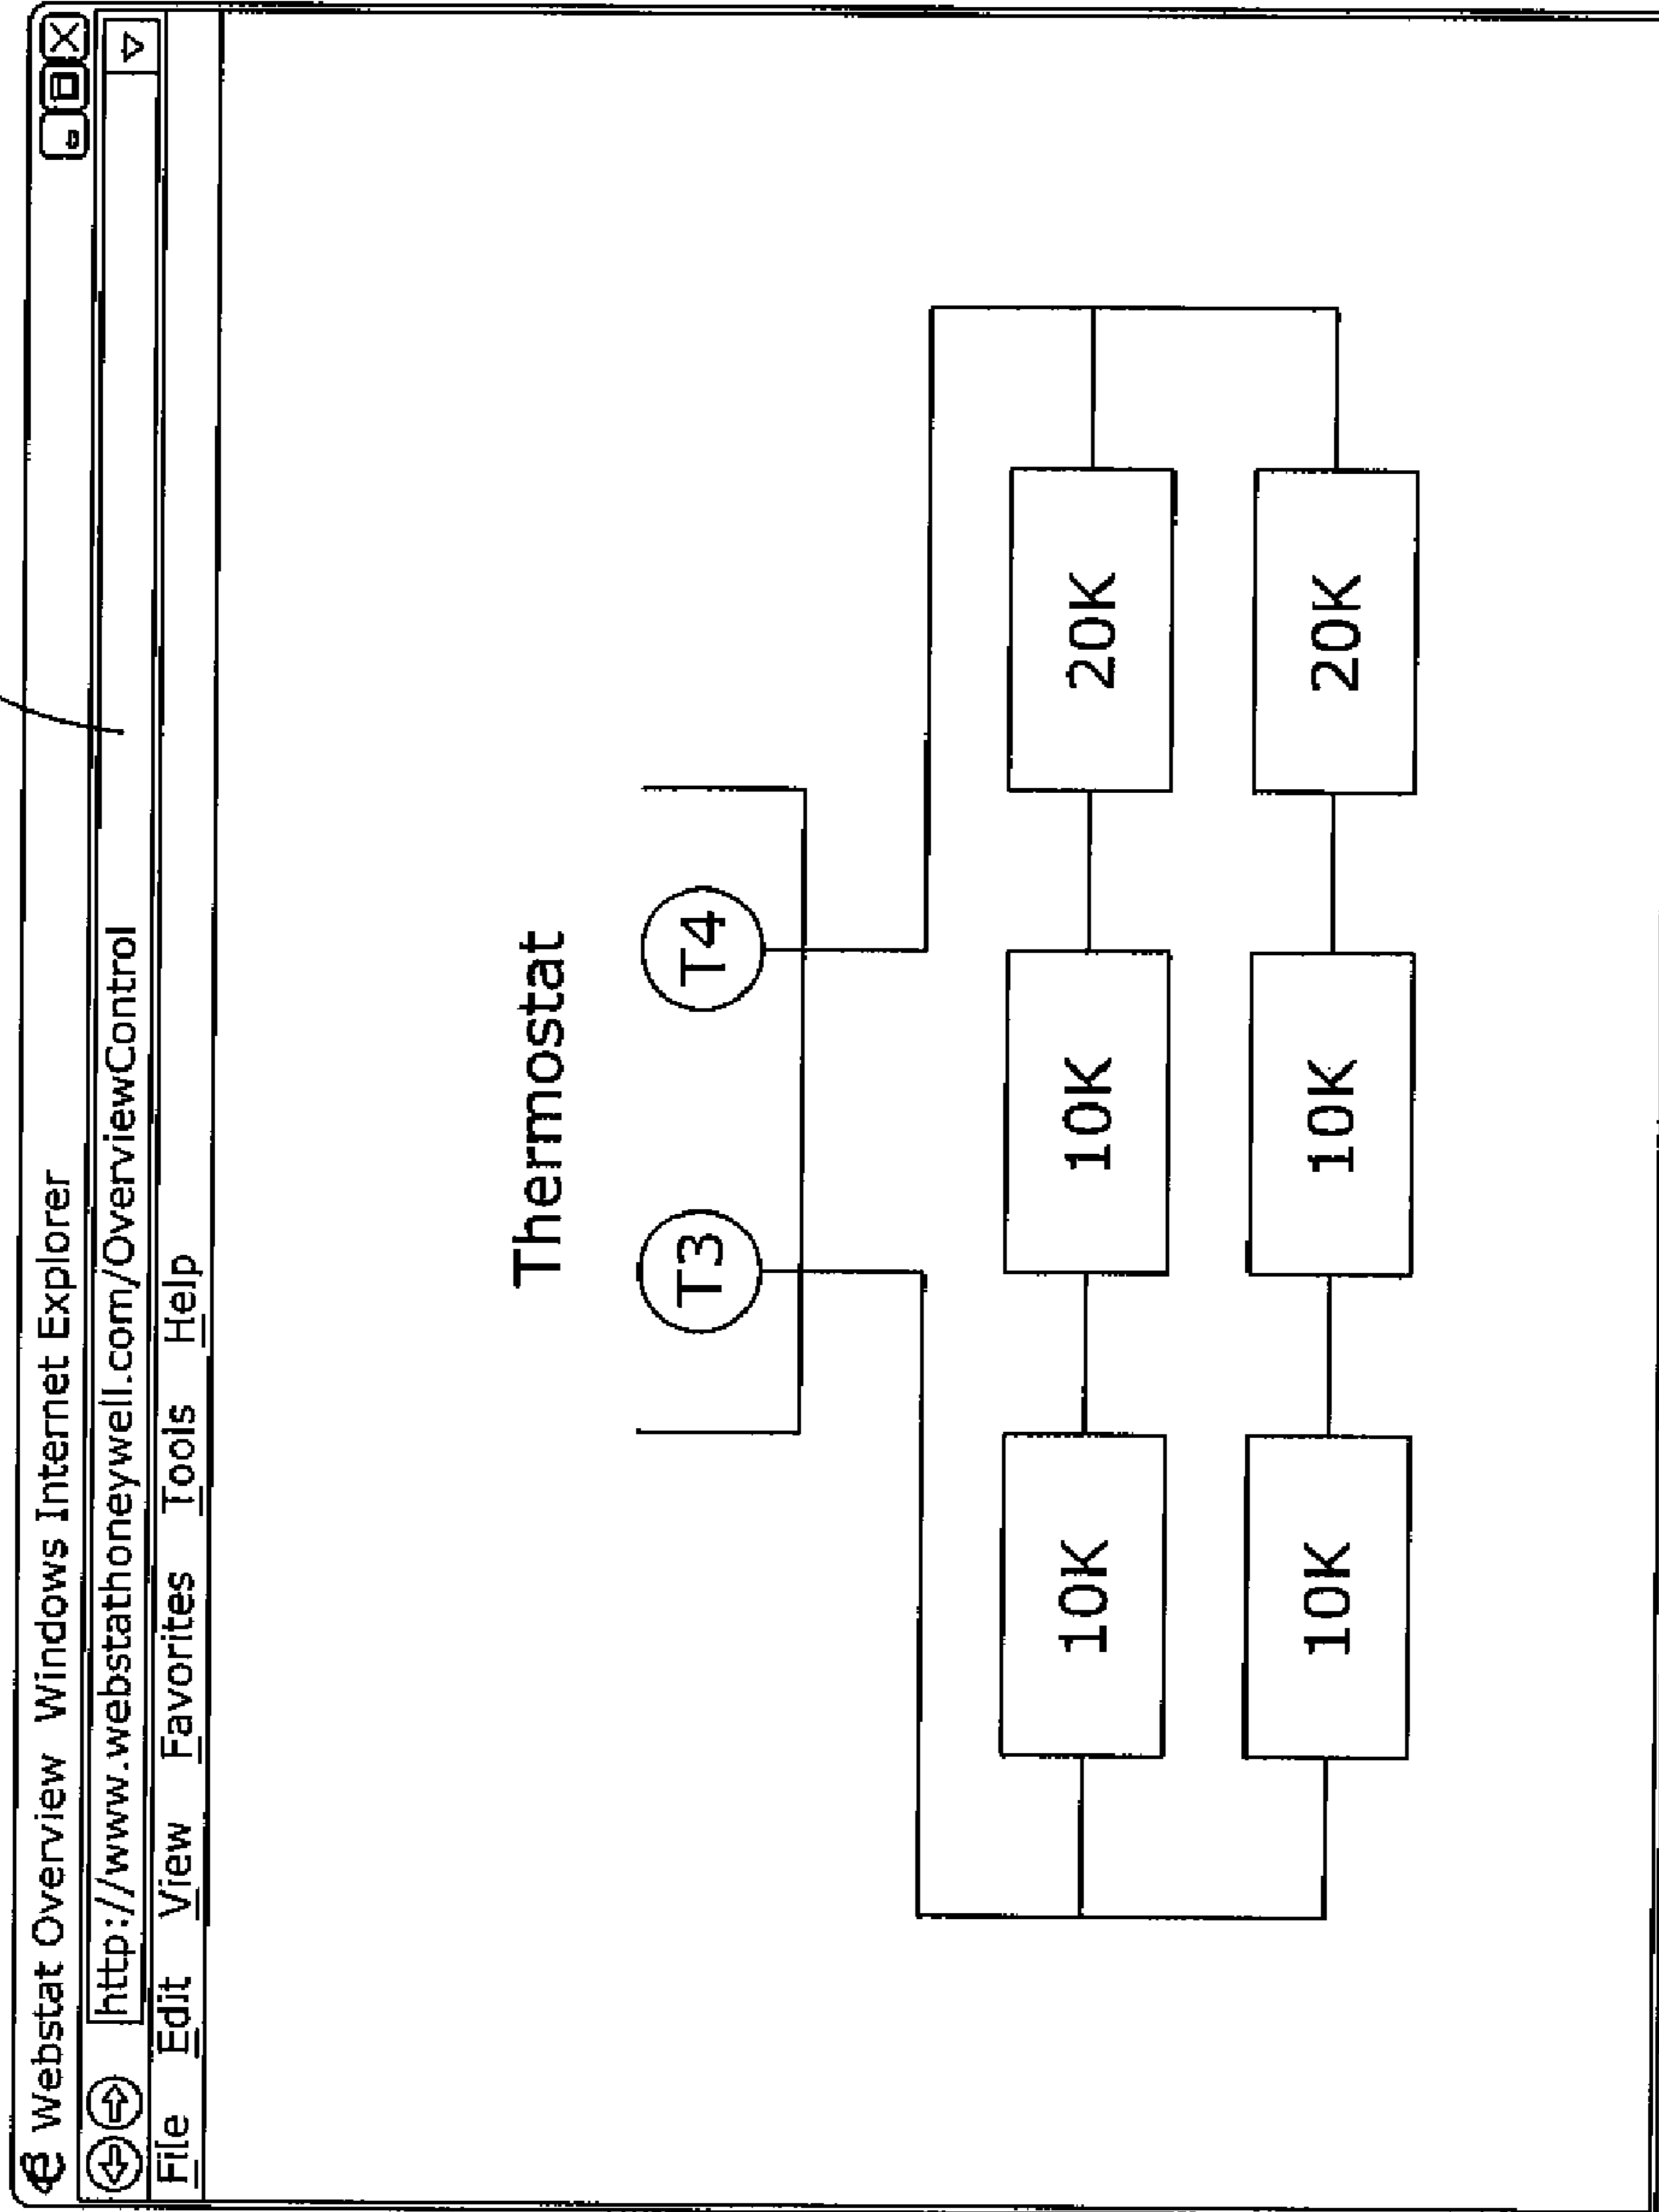 Webstat Overview Windows Internet Explorer
http://www.webstathoneywell.com/OverviewControl
File Edit View Favorites Tools Help
Thermostat
T3 T4
10K 10K 20K
10K 10K 20K